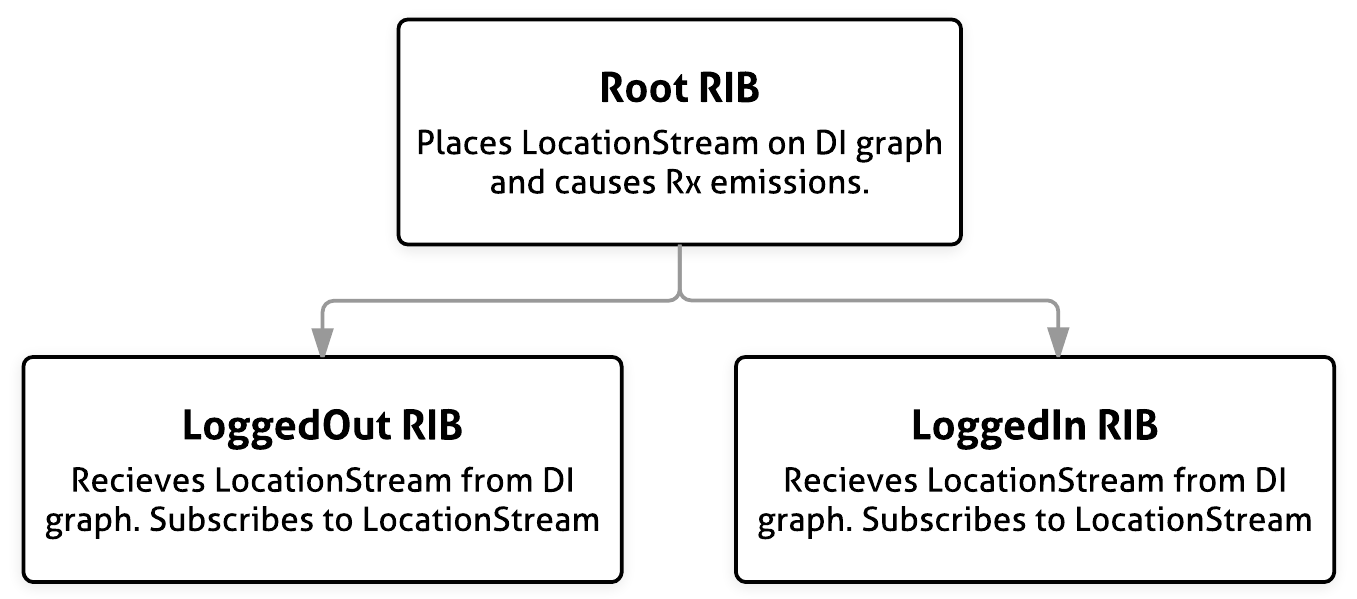 Root RIB
Places LocationStream on DI graph
and causes Rx emissions.
LoggedOut RIB
Recieves LocationStream from DI
graph. Subscribes to LocationStream
LoggedIn RIB
Recieves LocationStream from DI
graph. Subscribes to LocationStream